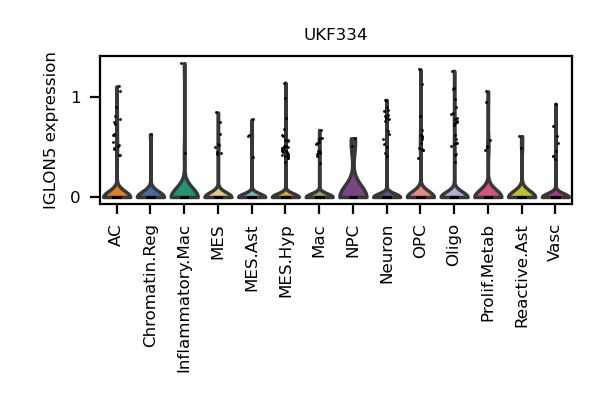 UKF334
IGLON5 expression
1
0
AC
Chromatin.Reg
Inflammatory.Mac
MES
MES.Ast
MES.Hyp
Mac
NPC
Neuron
OPC
Oligo
Prolif.Metab
Reactive.Ast
Vasc